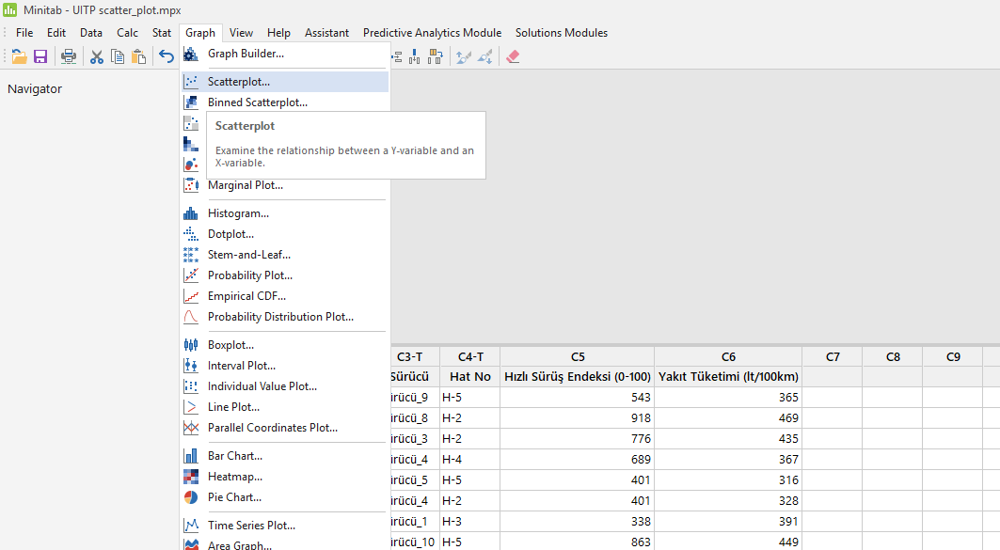 Minitab - UITP scatter_plot.mpx
File Edit Data Calc Stat Graph View Help Assistant Predictive Analytics Module Solutions Modules
Graph Builder...
Navigator
Scatterplot...
Binned Scatterplot...
Scatterplot
Examine the relationship between a Y-variable and an
X-variable.
Marginal Plot...
Histogram...
Dotplot...
Stem-and-Leaf...
Probability Plot...
Empirical CDF...
Probability Distribution Plot...
Boxplot...
Interval Plot...
Individual Value Plot...
Line Plot...
Parallel Coordinates Plot...
Bar Chart...
Heatmap...
Pie Chart...
Time Series Plot...
Area Graph...
C3-T C4-T C5 C6 C7 C8 C9
Sürücü Hat No Hızlı Sürüş Endeksi (0-100) Yakıt Tüketimi (lt/100km)
ürücü_9 H-5 543 365
ürücü_8 H-2 918 469
ürücü_3 H-2 776 435
ürücü_4 H-4 689 367
ürücü_5 H-5 401 316
ürücü_4 H-2 401 328
ürücü_1 H-3 338 391
ürücü_10 H-5 863 449